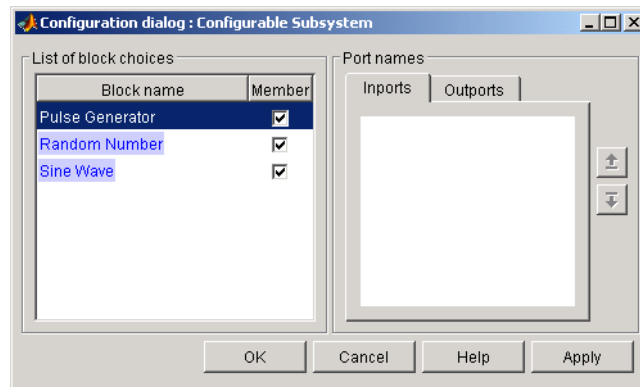 Configuration dialog : Configurable Subsystem
List of block choices
Block name Member
Pulse Generator
Random Number
Sine Wave
Port names
Inports Outports
OK Cancel Help Apply